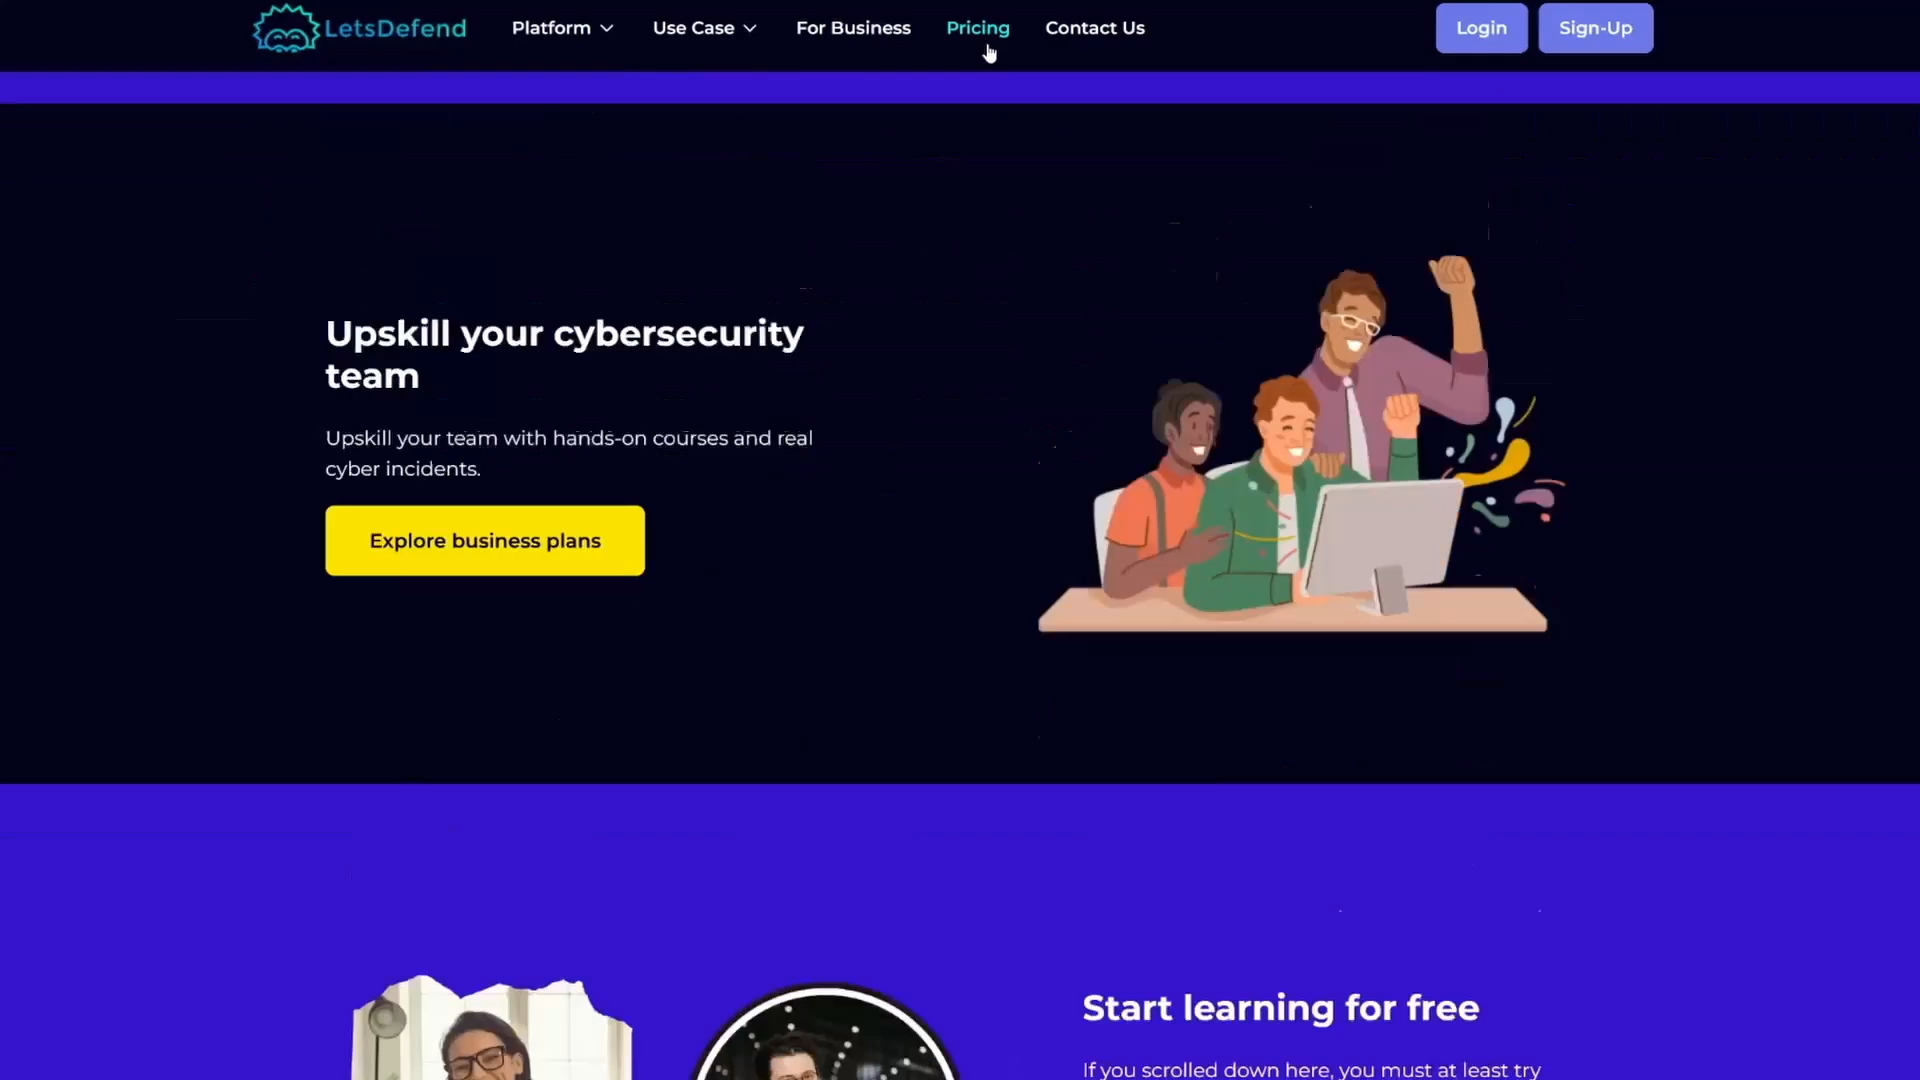 LetsDefend
Platform
Use Case
For Business
Pricing
Contact Us
Login
Sign-Up
Upskill your cybersecurity
team
Upskill your team with hands-on courses and real
cyber incidents.
Explore business plans
Start learning for free
If you scrolled down here, you must at least try